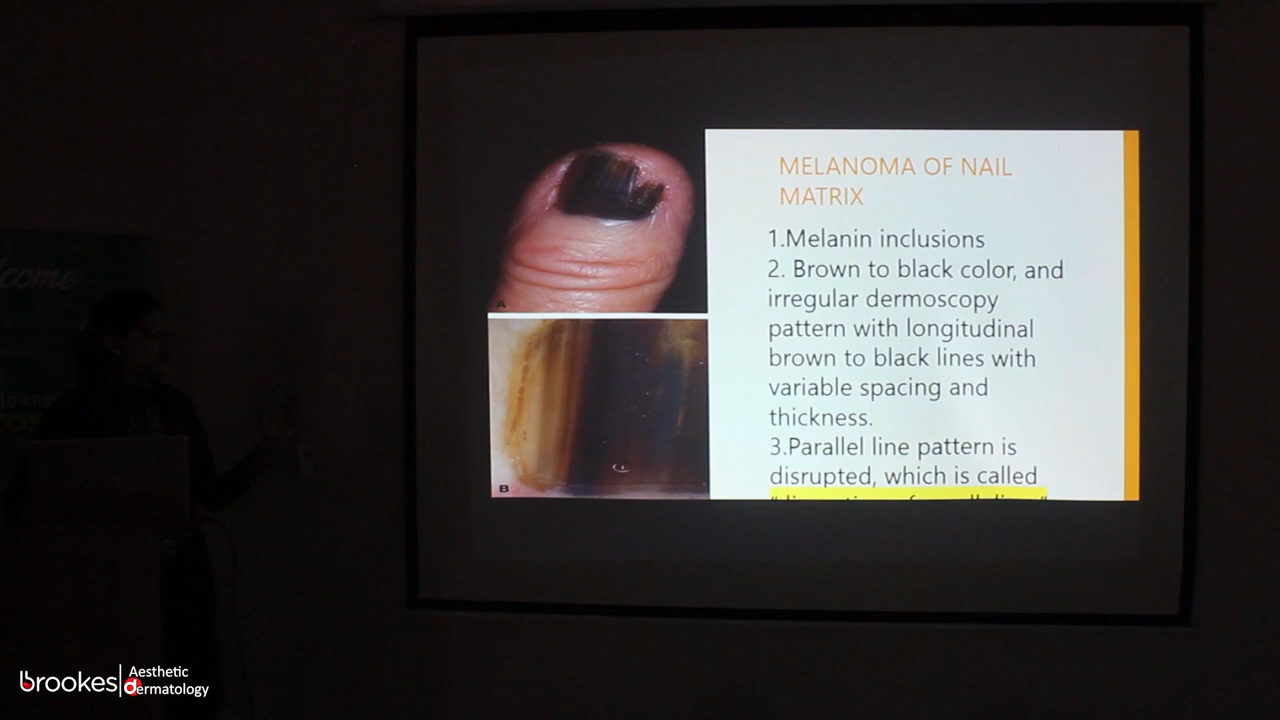 MELANOMA OF NAIL
MATRIX
1.Melanin inclusions
2. Brown to black color, and
irregular dermoscopy
pattern with longitudinal
brown to black lines with
variable spacing and
thickness.
3.Parallel line pattern is
disrupted, which is called
A
B
brookes
Aesthetic
dermatology